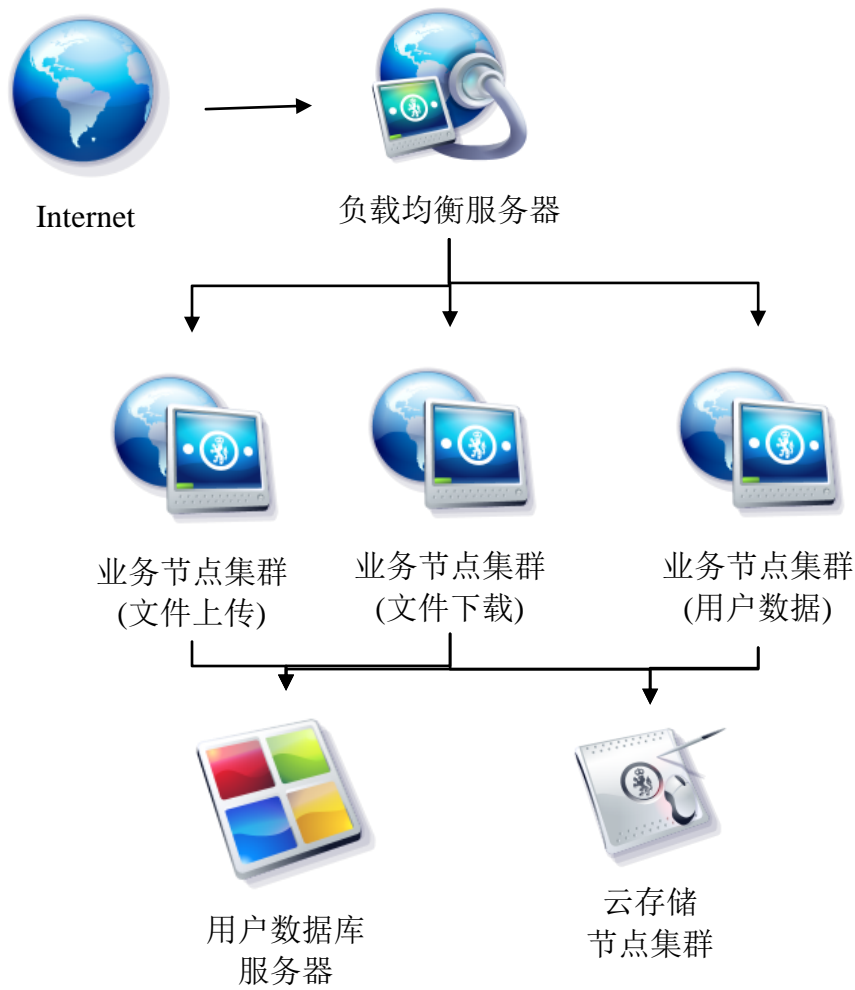 Internet
负载均衡服务器
业务节点集群
(文件上传)
业务节点集群
(文件下载)
业务节点集群
(用户数据)
用户数据库
服务器
云存储
节点集群